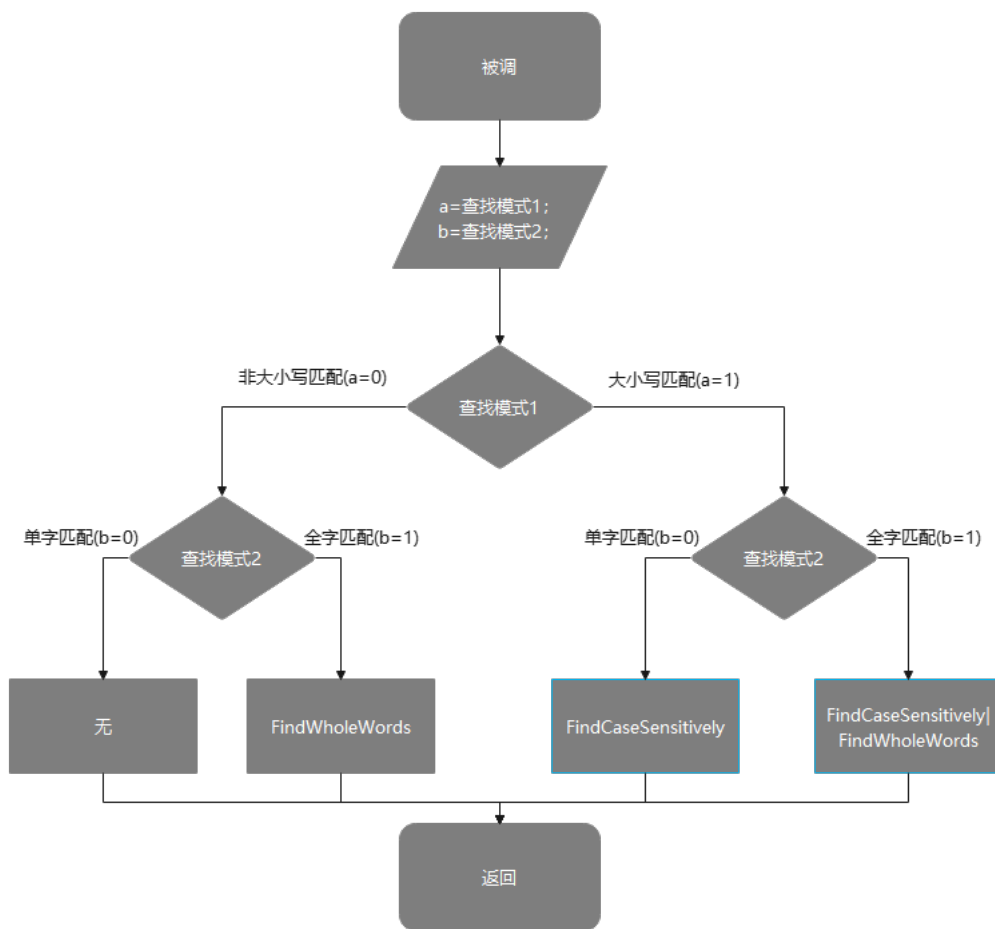 被调
a=查找模式1；
b=查找模式2；
非大小写匹配(a=0)
大小写匹配(a=1)
查找模式1
单字匹配(b=0)
全字匹配(b=1)
单字匹配(b=0)
全字匹配(b=1)
查找模式2
查找模式2
无
FindWholeWords
FindCaseSensitively
FindCaseSensitively|
FindWholeWords
返回